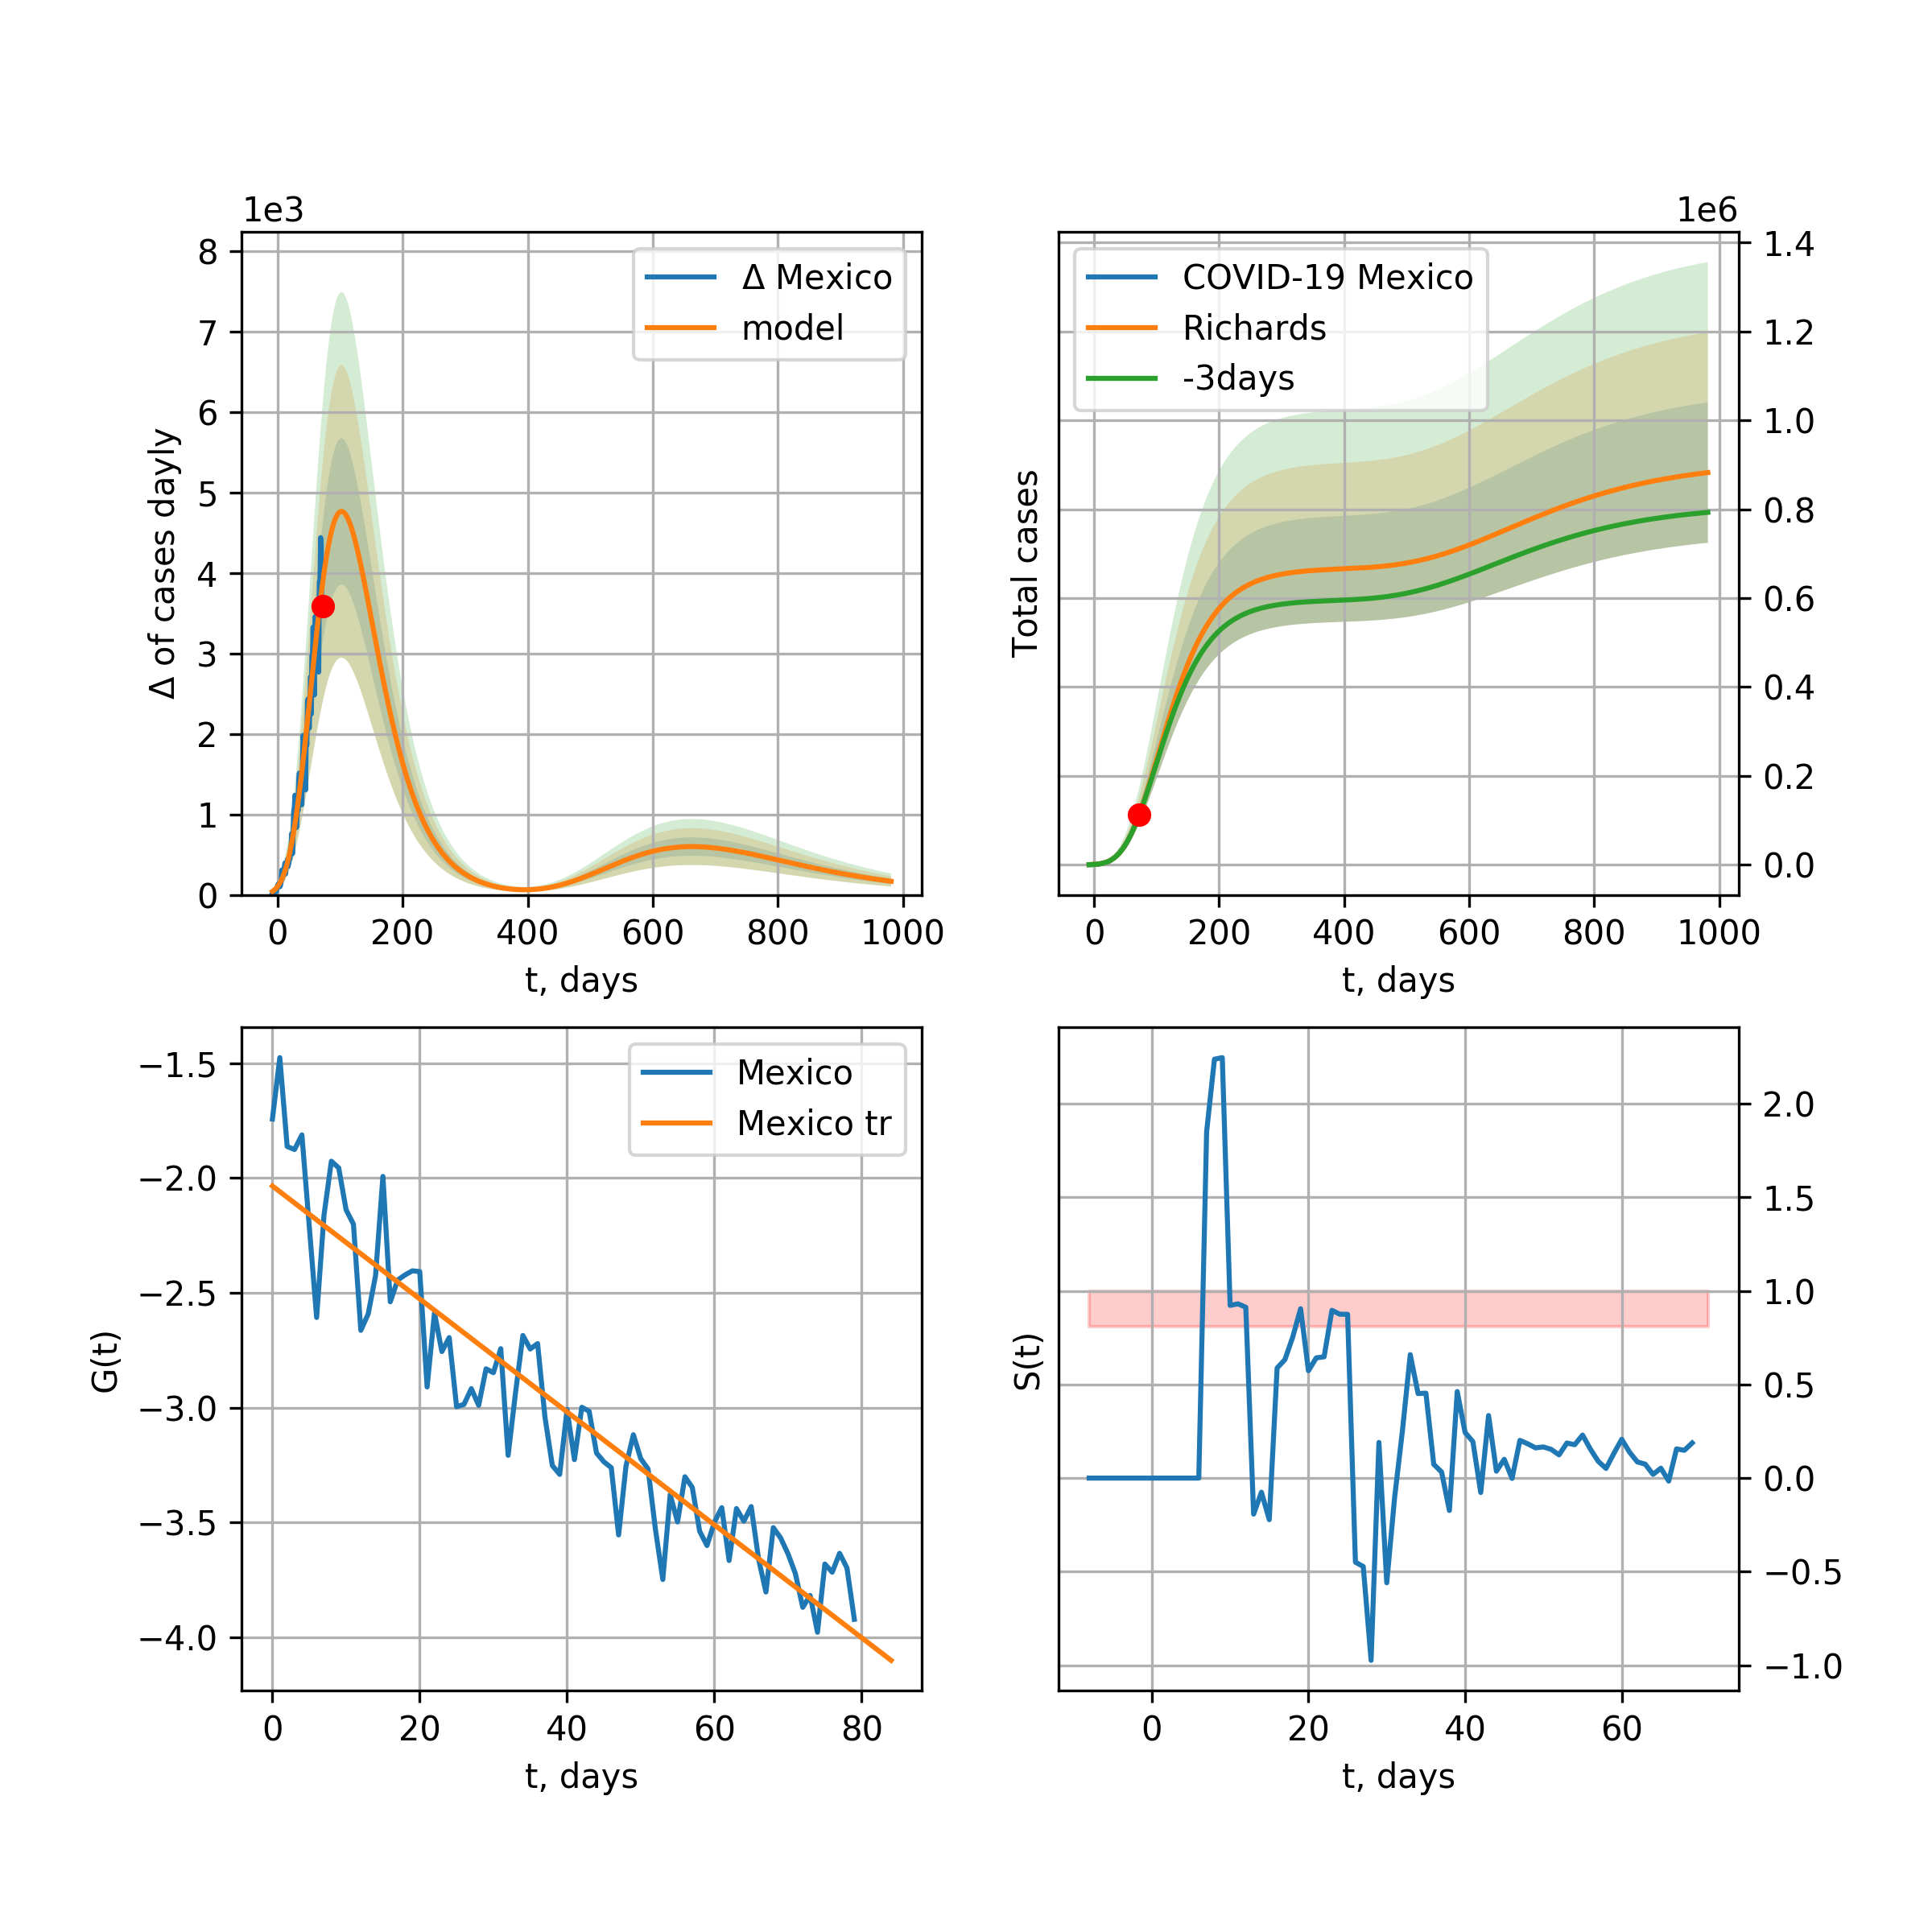 1e3
8
7
6
5
4
3
2
1
0
Δ of cases dayly
Δ Mexico
model
0 200 400 600 800 1000
t, days
1e6
COVID-19 Mexico
Richards
-3days
Total cases
1.4
1.2
1.0
0.8
0.6
0.4
0.2
0.0
0 200 400 600 800 1000
t, days
−1.5
−2.0
−2.5
−3.0
−3.5
−4.0
G(t)
Mexico
Mexico tr
0 20 40 60 80
t, days
S(t)
2.0
1.5
1.0
0.5
0.0
−0.5
−1.0
0 20 40 60
t, days